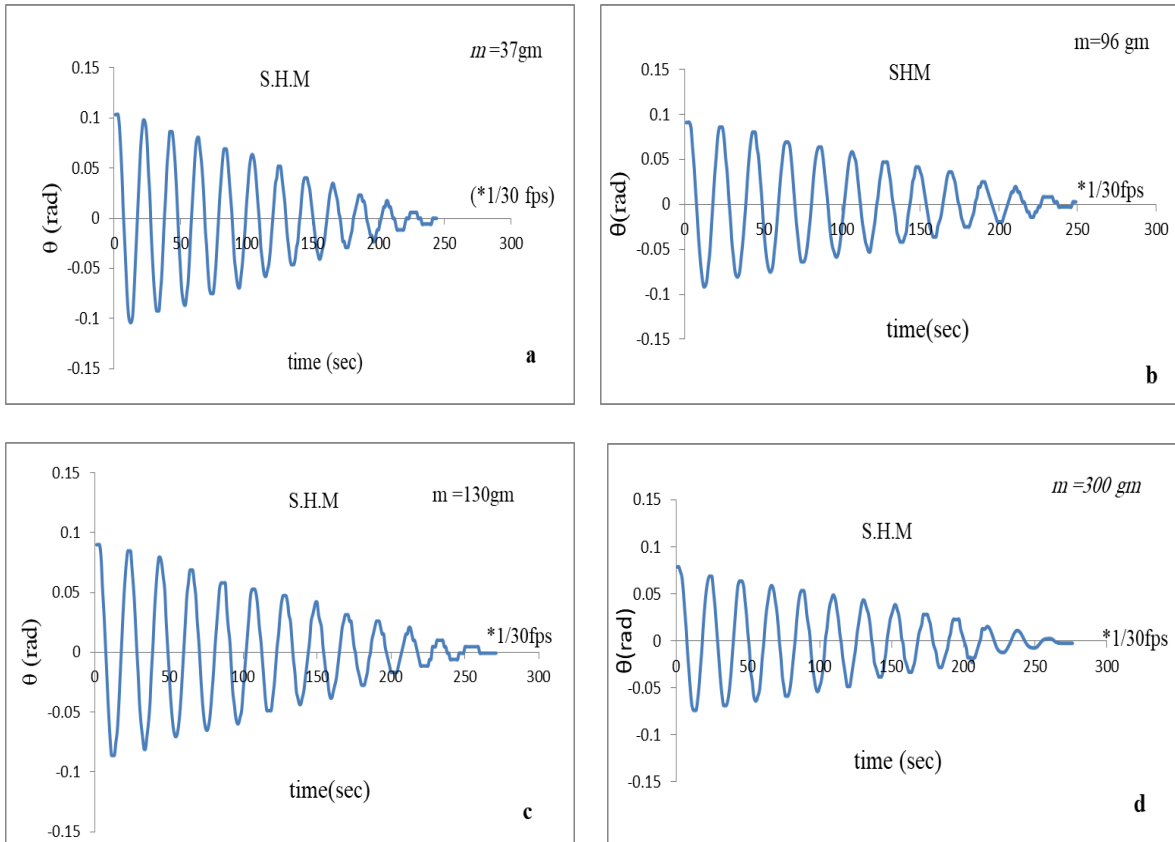 m =37gm
S.H.M
0.15
0.1
0.05
0
-0.05
-0.1
-0.15
0 50 100 150 200 250 300
θ (rad)
(*1/30 fps)
time (sec)
a
m=96 gm
SHM
0.15
0.1
0.05
0
-0.05
-0.1
-0.15
0 50 100 150 200 250 300
θ(rad)
*1/30fps
time(sec)
b
m =130gm
S.H.M
0.15
0.1
0.05
0
-0.05
-0.1
-0.15
0 50 100 150 200 250 300
θ (rad)
*1/30fps
time(sec)
c
m =300 gm
S.H.M
0.15
0.1
0.05
0
-0.05
-0.1
-0.15
0 50 100 150 200 250 300
θ(rad)
*1/30fps
time (sec)
d